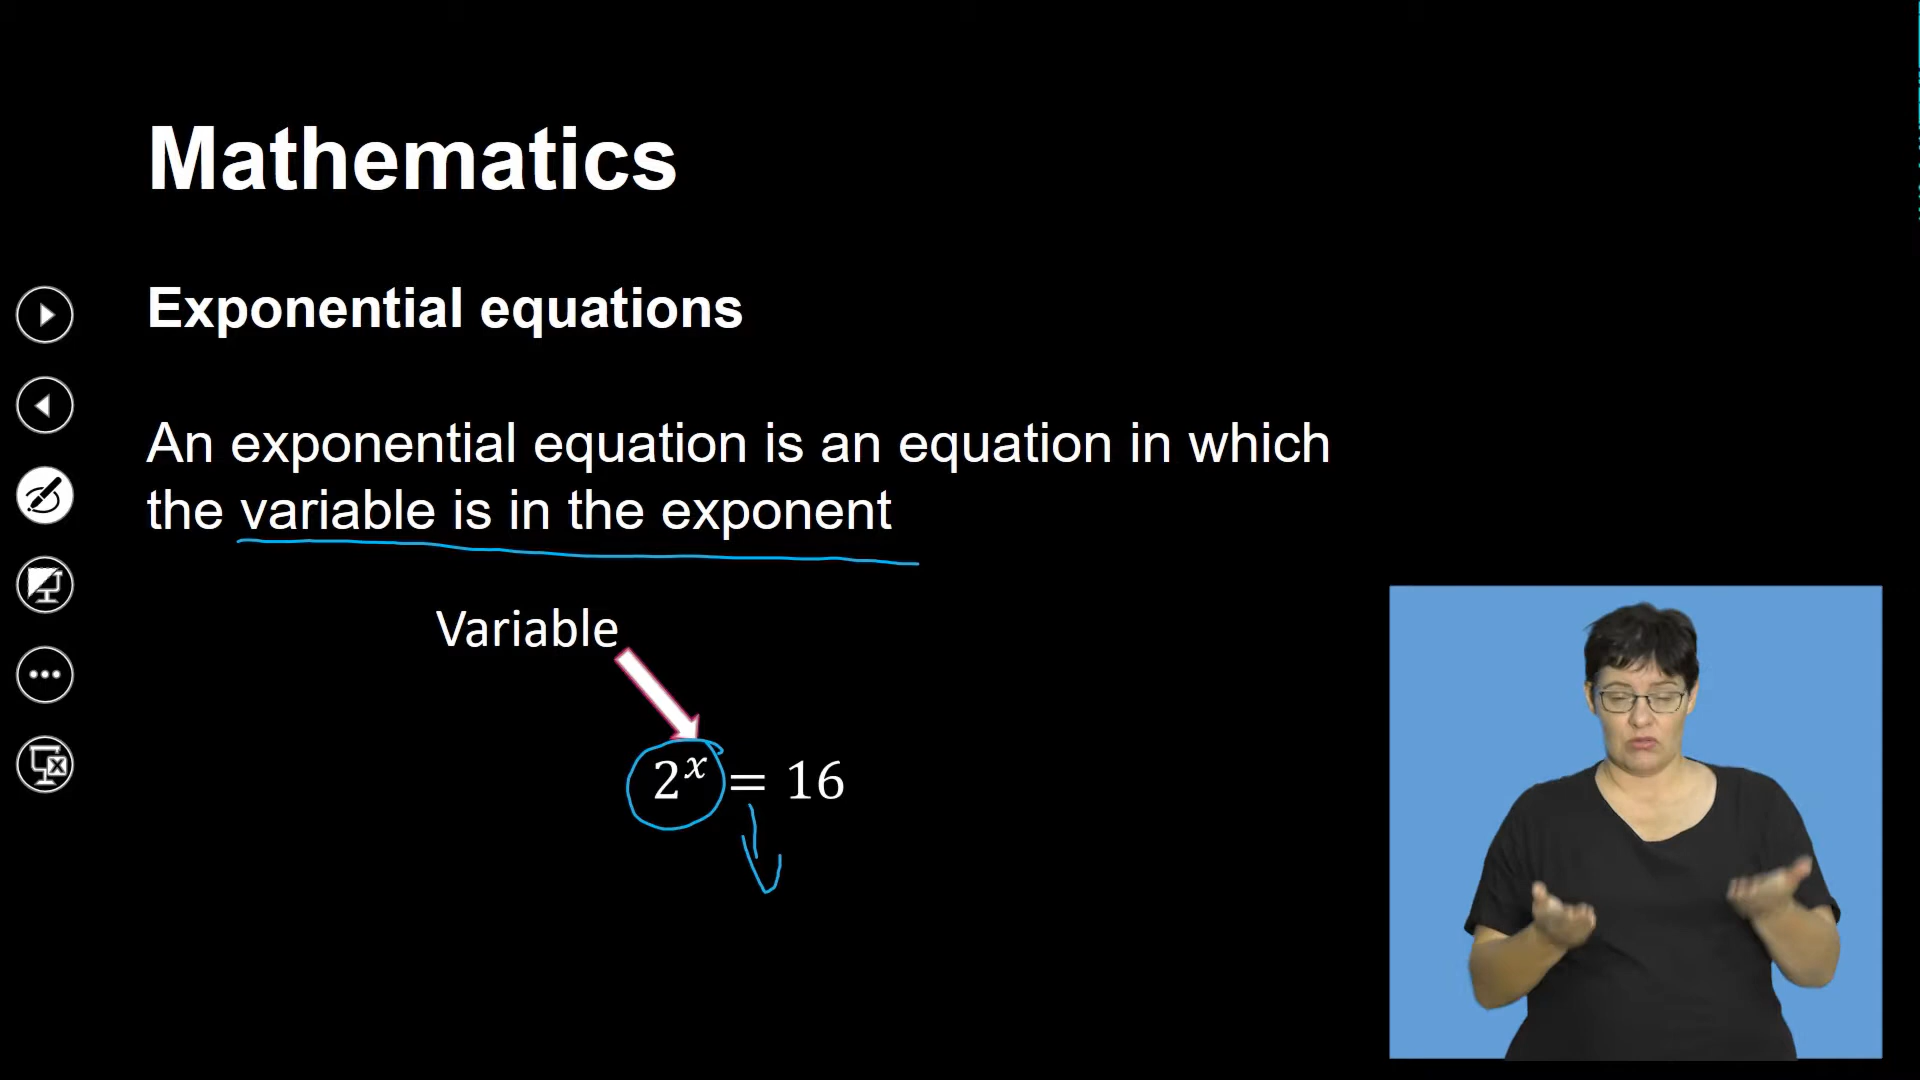 Mathematics
Exponential equations
An exponential equation is an equation in which
the variable is in the exponent
Variable
2ˣ = 16